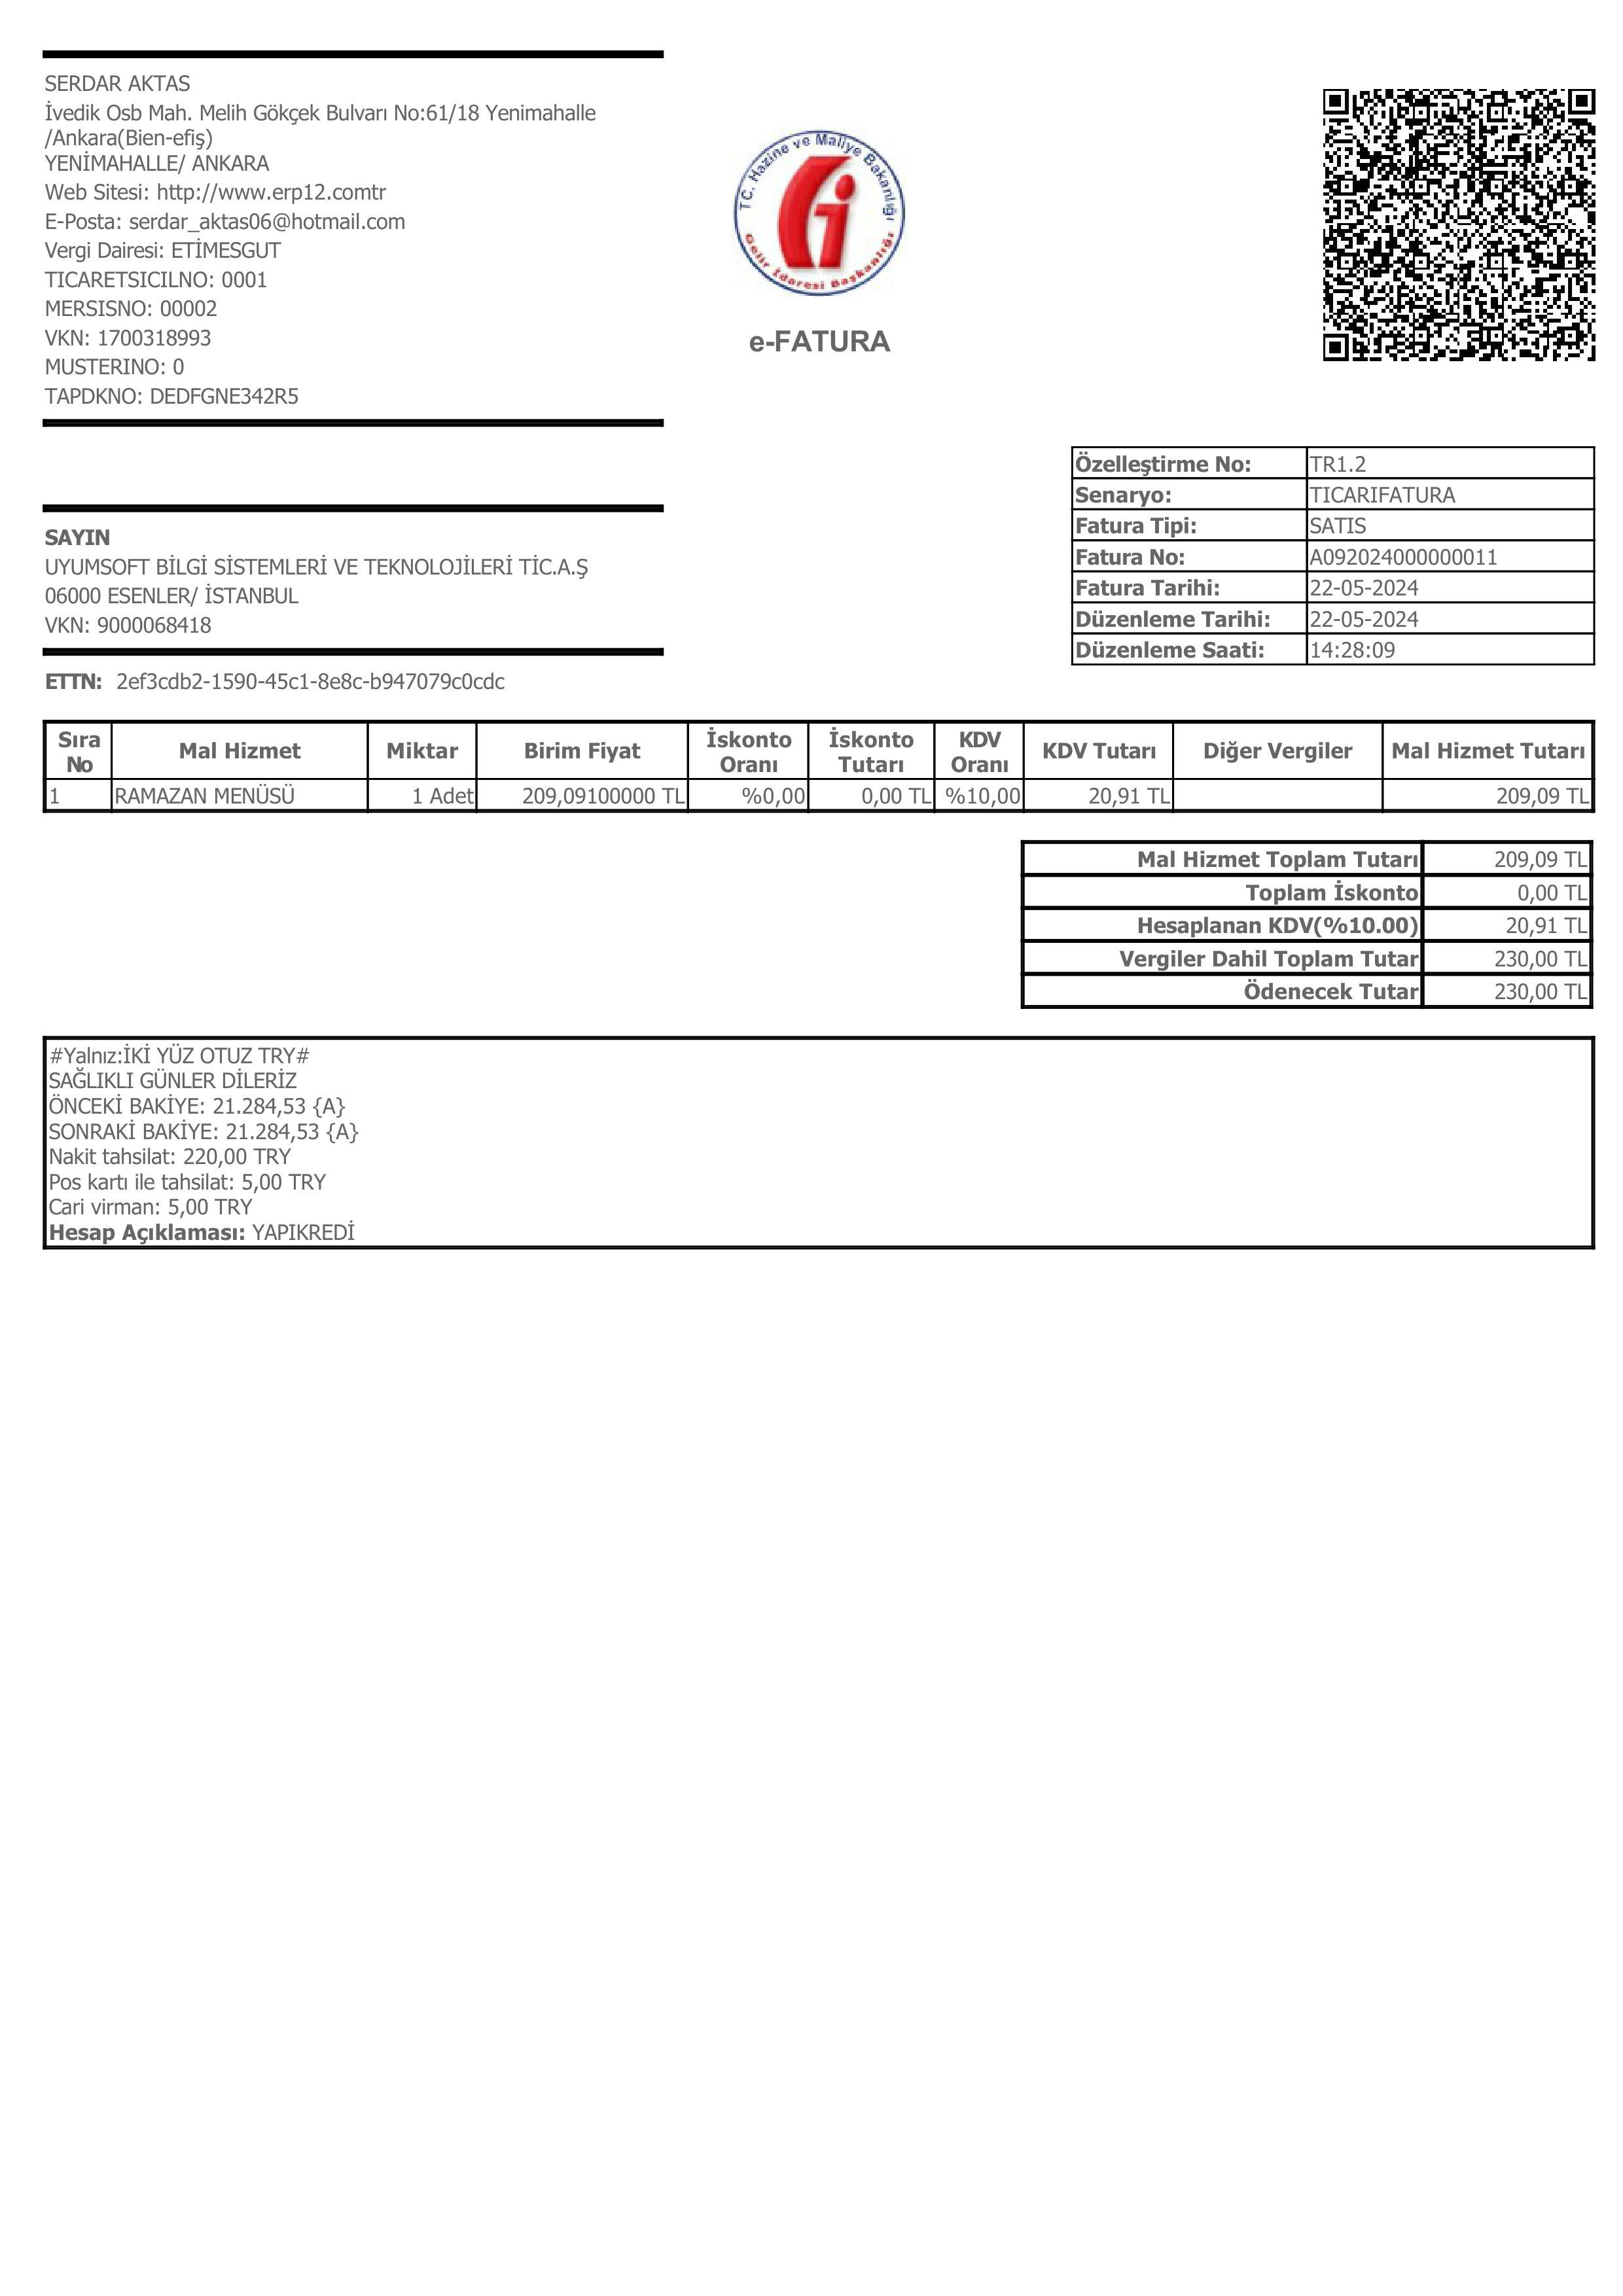 SERDAR AKTAS
İvedik Osb Mah. Melih Gökçek Bulvarı No:61/18 Yenimahalle
/Ankara(Bien-efiş)
YENİMAHALLE/ ANKARA
Web Sitesi: http://www.erp12.comtr
E-Posta: serdar_aktas06@hotmail.com
Vergi Dairesi: ETİMESGUT
TICARETSICILNO: 0001
MERSISNO: 00002
VKN: 1700318993
MUSTERINO: 0
TAPDKNO: DEDFGNE342R5
T.C. Hazine ve Maliye Bakanlığı
Gelir İdaresi Başkanlığı
e-FATURA
SAYIN
UYUMSOFT BİLGİ SİSTEMLERİ VE TEKNOLOJİLERİ TİC.A.Ş
06000 ESENLER/ İSTANBUL
VKN: 9000068418
ETTN: 2ef3cdb2-1590-45c1-8e8c-b947079c0cdc
Özelleştirme No: TR1.2
Senaryo: TICARIFATURA
Fatura Tipi: SATIS
Fatura No: A092024000000011
Fatura Tarihi: 22-05-2024
Düzenleme Tarihi: 22-05-2024
Düzenleme Saati: 14:28:09
Sıra No Mal Hizmet Miktar Birim Fiyat İskonto Oranı İskonto Tutarı KDV Oranı KDV Tutarı Diğer Vergiler Mal Hizmet Tutarı
1 RAMAZAN MENÜSÜ 1 Adet 209,09100000 TL %0,00 0,00 TL %10,00 20,91 TL 209,09 TL
Mal Hizmet Toplam Tutarı 209,09 TL
Toplam İskonto 0,00 TL
Hesaplanan KDV(%10.00) 20,91 TL
Vergiler Dahil Toplam Tutar 230,00 TL
Ödenecek Tutar 230,00 TL
#Yalnız:İKİ YÜZ OTUZ TRY#
SAĞLIKLI GÜNLER DİLERİZ
ÖNCEKİ BAKİYE: 21.284,53 {A}
SONRAKİ BAKİYE: 21.284,53 {A}
Nakit tahsilat: 220,00 TRY
Pos kartı ile tahsilat: 5,00 TRY
Cari virman: 5,00 TRY
Hesap Açıklaması: YAPIKREDİ